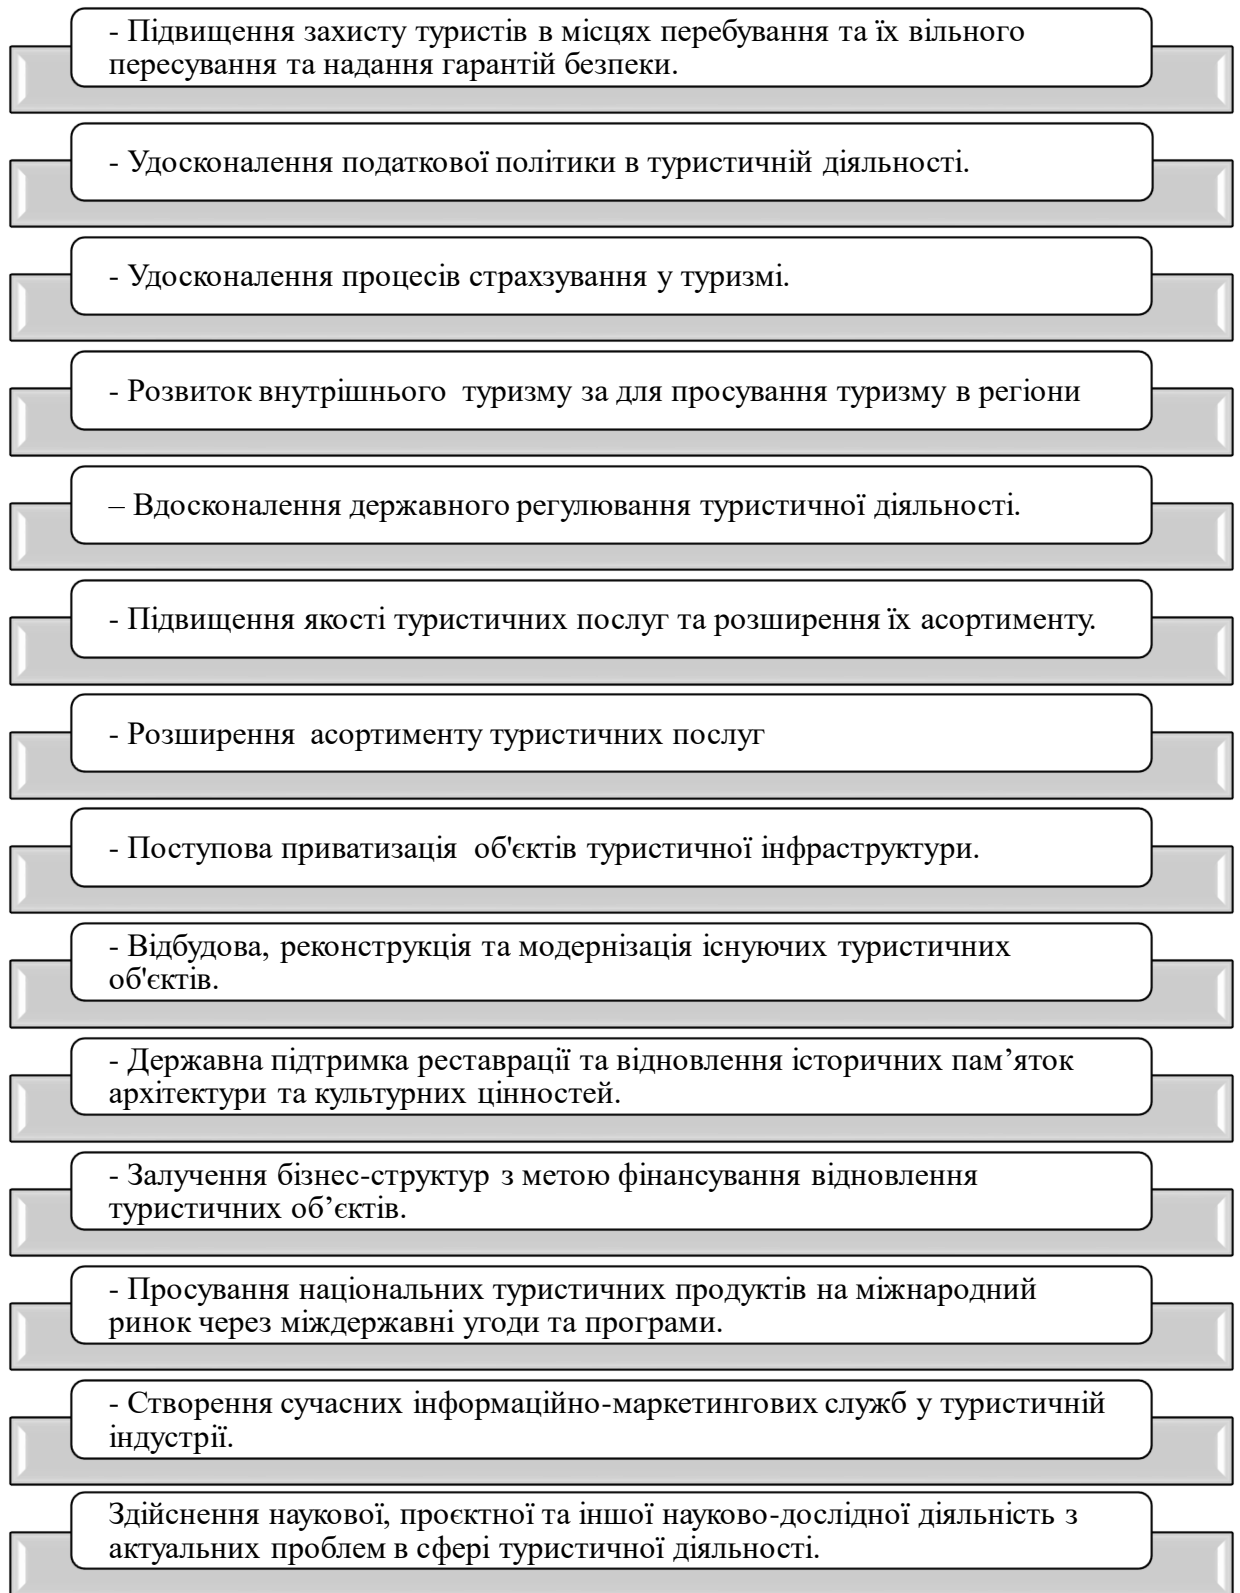 - Підвищення захисту туристів в місцях перебування та їх вільного
пересування та надання гарантій безпеки.
- Удосконалення податкової політики в туристичній діяльності.
- Удосконалення процесів страхзування у туризмі.
- Розвиток внутрішнього  туризму за для просування туризму в регіони
– Вдосконалення державного регулювання туристичної діяльності.
- Підвищення якості туристичних послуг та розширення їх асортименту.
- Розширення  асортименту туристичних послуг
- Поступова приватизація  об'єктів туристичної інфраструктури.
- Відбудова, реконструкція та модернізація існуючих туристичних
об'єктів.
- Державна підтримка реставрації та відновлення історичних пам’яток
архітектури та культурних цінностей.
- Залучення бізнес-структур з метою фінансування відновлення
туристичних об’єктів.
- Просування національних туристичних продуктів на міжнародний
ринок через міждержавні угоди та програми.
- Створення сучасних інформаційно-маркетингових служб у туристичній
індустрії.
Здійснення наукової, проєктної та іншої науково-дослідної діяльність з
актуальних проблем в сфері туристичної діяльності.